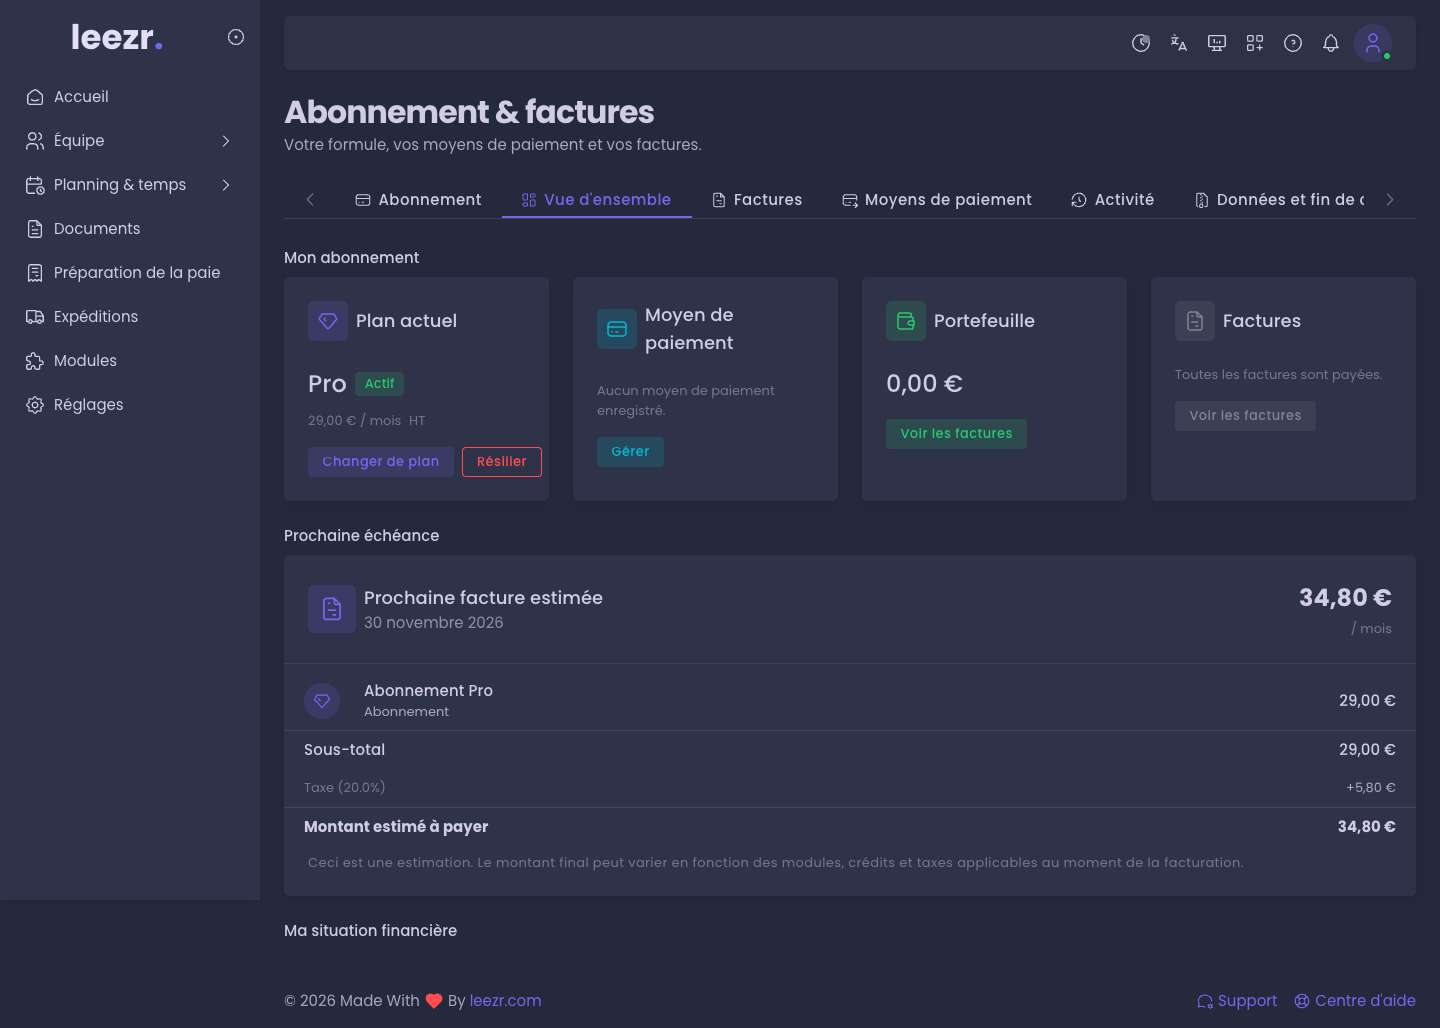 leezr.
Accueil
Équipe
Planning & temps
Documents
Préparation de la paie
Expéditions
Modules
Réglages
Abonnement & factures
Votre formule, vos moyens de paiement et vos factures.
Abonnement
Vue d'ensemble
Factures
Moyens de paiement
Activité
Données et fin de c
Mon abonnement
Plan actuel
Pro Actif
29,00 € / mois HT
Changer de plan
Résilier
Moyen de
paiement
Aucun moyen de paiement
enregistré.
Gérer
Portefeuille
0,00 €
Voir les factures
Factures
Toutes les factures sont payées.
Voir les factures
Prochaine échéance
Prochaine facture estimée
30 novembre 2026
34,80 €
/ mois
Abonnement Pro
Abonnement
29,00 €
Sous-total 29,00 €
Taxe (20.0%) +5,80 €
Montant estimé à payer 34,80 €
Ceci est une estimation. Le montant final peut varier en fonction des modules, crédits et taxes applicables au moment de la facturation.
Ma situation financière
© 2026 Made With By leezr.com
Support
Centre d'aide